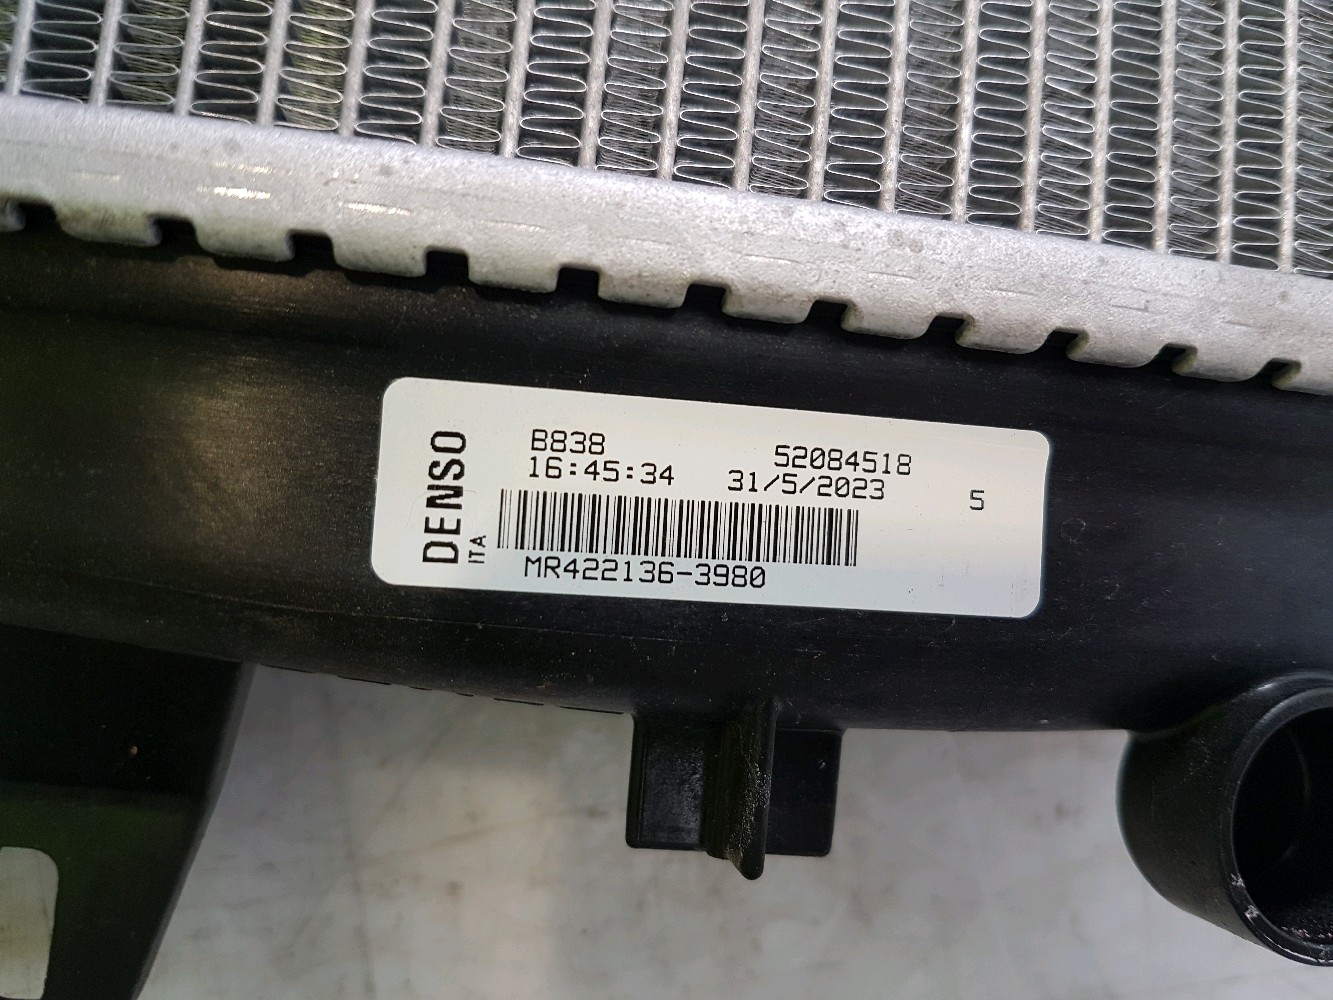 DENSO
ITA
B838 52084518
16:45:34 31/5/2023 5
MR422136-3980